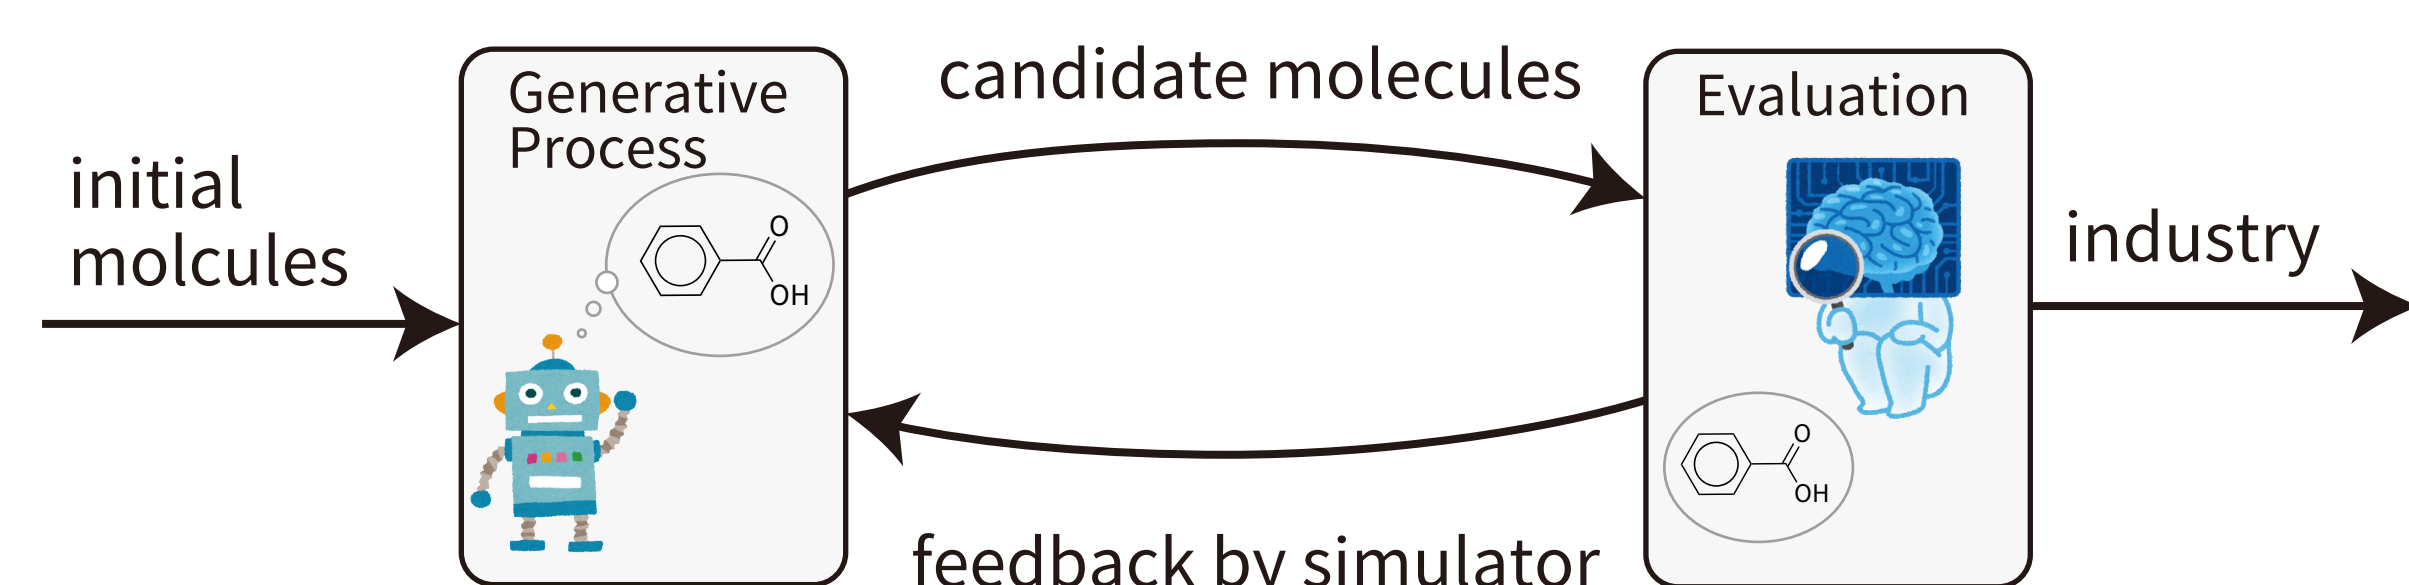 initial
molcules
Generative
Process
O
OH
candidate molecules
feedback by simulator
Evaluation
O
OH
industry